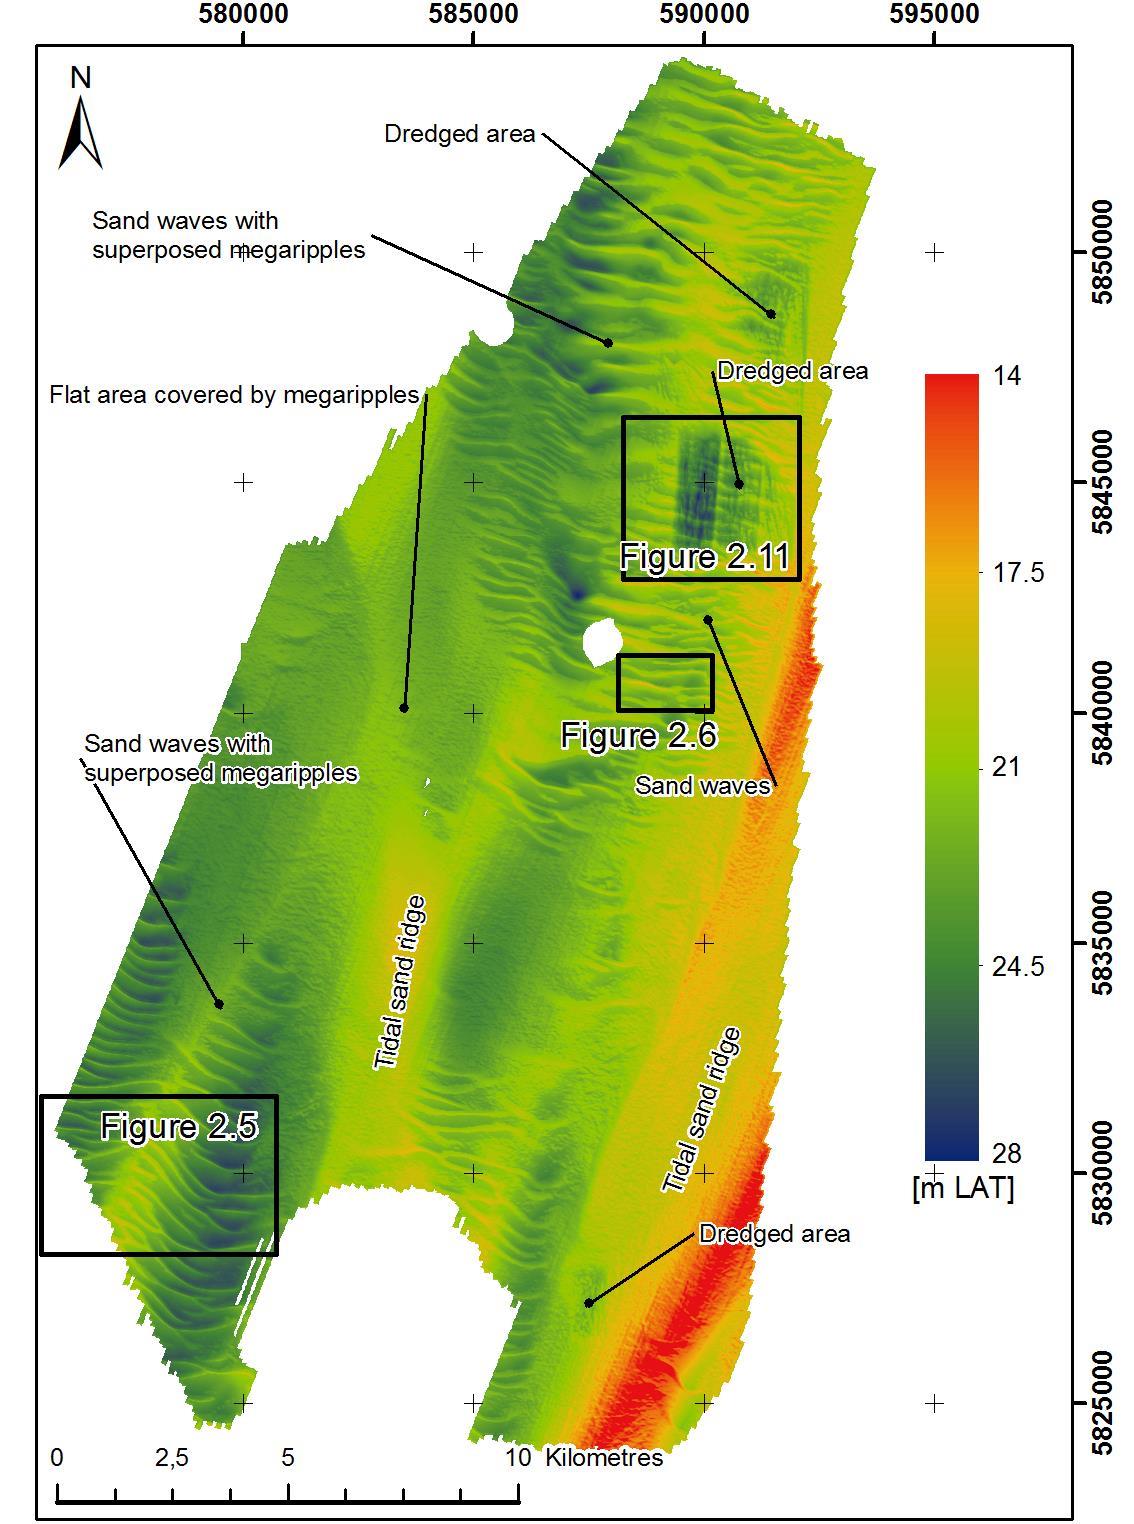 580000 585000 590000 595000
N
Dredged area
Sand waves with
superposed megaripples
5850000
Dredged area
14
Flat area covered by megaripples
5845000
Figure 2.11
17.5
5840000
Figure 2.6
Sand waves with
superposed megaripples
21
Sand waves
Tidal sand ridge
5835000
24.5
Tidal sand ridge
Figure 2.5
28
[m LAT]
5830000
Dredged area
5825000
0 2,5 5 10 Kilometres